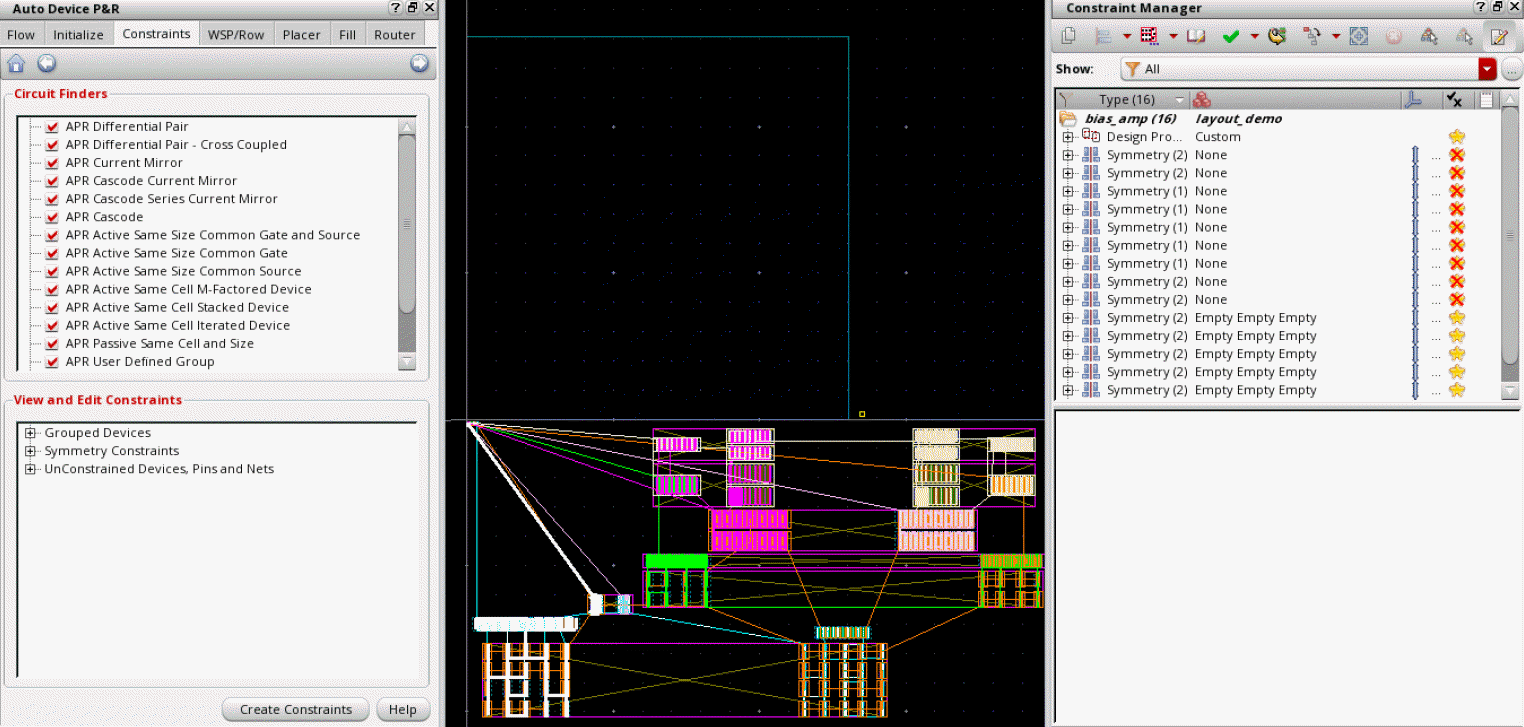 Auto Device P&R
Flow Initialize Constraints WSP/Row Placer Fill Router
Circuit Finders
APR Differential Pair
APR Differential Pair - Cross Coupled
APR Current Mirror
APR Cascode Current Mirror
APR Cascode Series Current Mirror
APR Cascode
APR Active Same Size Common Gate and Source
APR Active Same Size Common Gate
APR Active Same Size Common Source
APR Active Same Cell M-Factored Device
APR Active Same Cell Stacked Device
APR Active Same Cell Iterated Device
APR Passive Same Cell and Size
APR User Defined Group
View and Edit Constraints
Grouped Devices
Symmetry Constraints
UnConstrained Devices, Pins and Nets
Create Constraints Help
Constraint Manager
Show: All ...
Type (16)
bias_amp (16) layout_demo
Design Pro... Custom
Symmetry (2) None ...
Symmetry (2) None ...
Symmetry (1) None ...
Symmetry (1) None ...
Symmetry (1) None ...
Symmetry (1) None ...
Symmetry (1) None ...
Symmetry (2) None ...
Symmetry (2) None ...
Symmetry (2) Empty Empty Empty ...
Symmetry (2) Empty Empty Empty ...
Symmetry (2) Empty Empty Empty ...
Symmetry (2) Empty Empty Empty ...
Symmetry (2) Empty Empty Empty ...